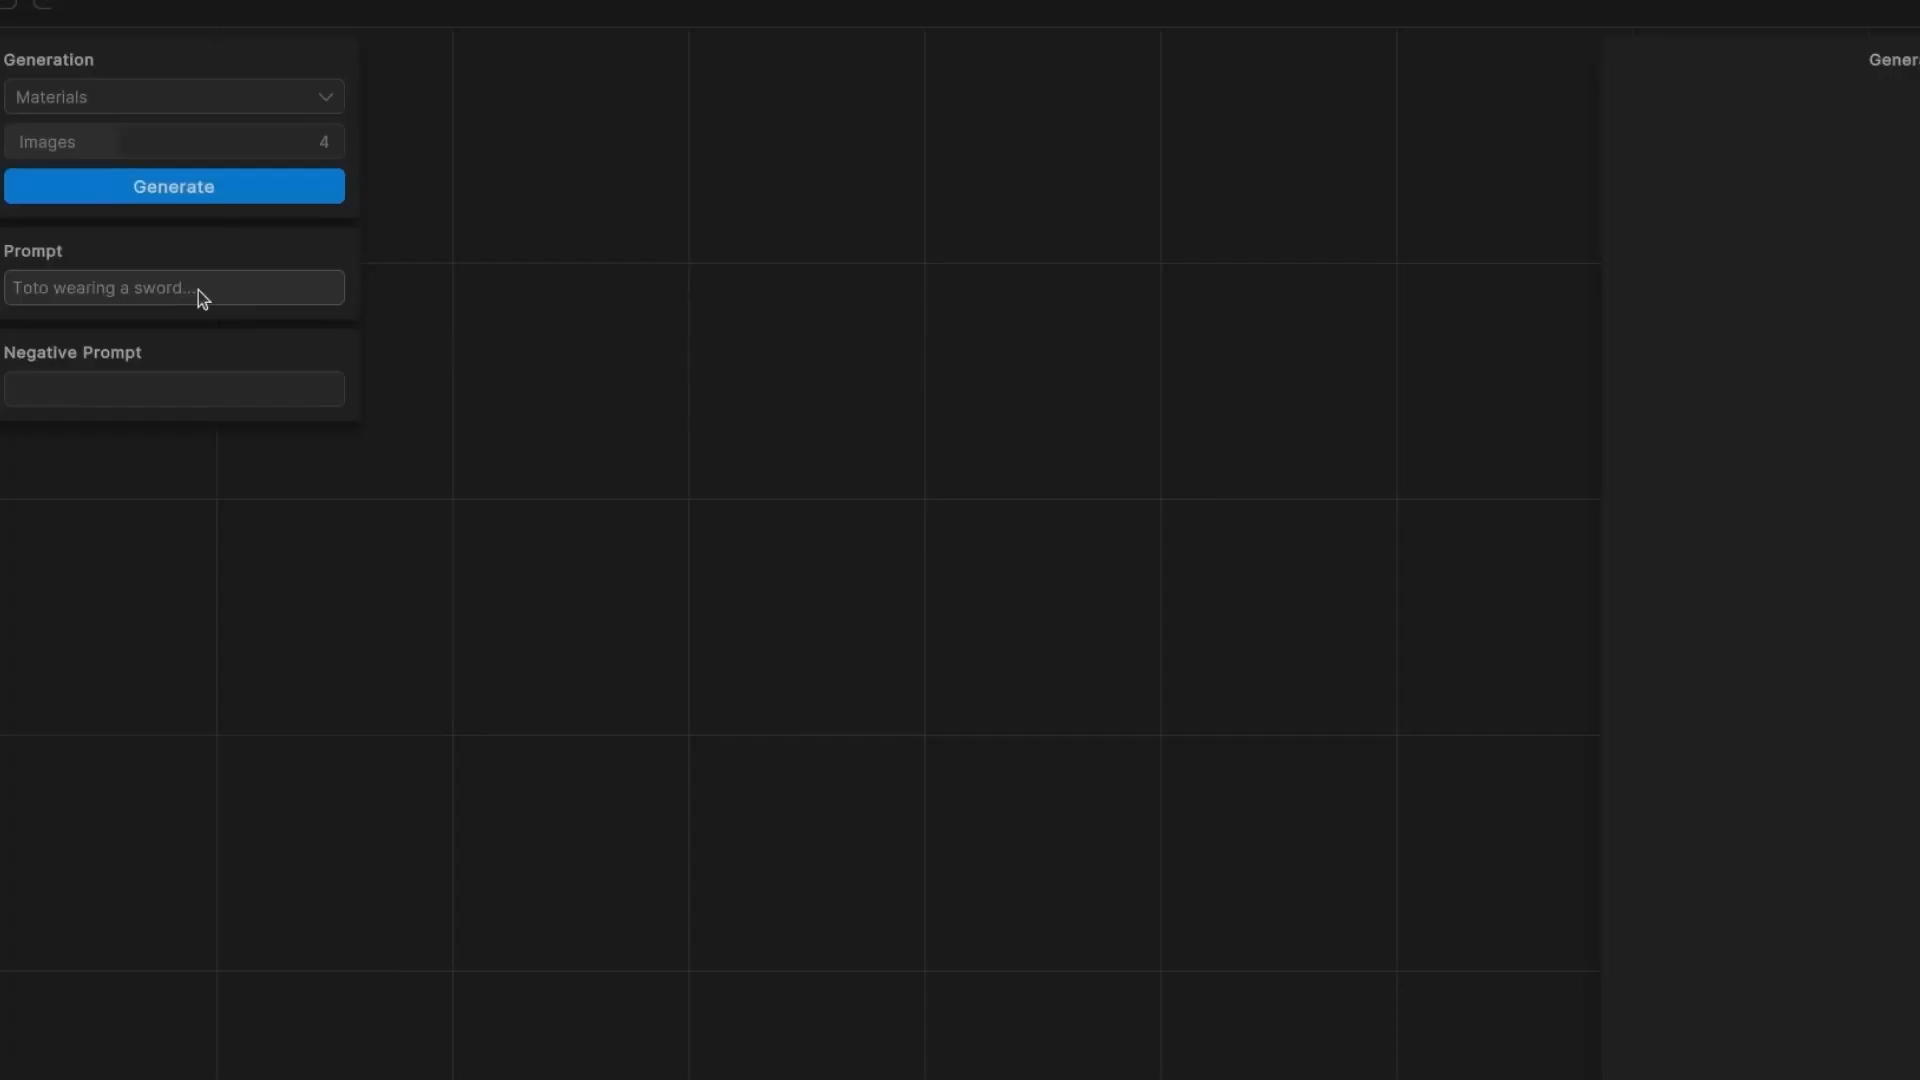 Generation
Materials
Images 4
Generate
Prompt
Toto wearing a sword...
Negative Prompt